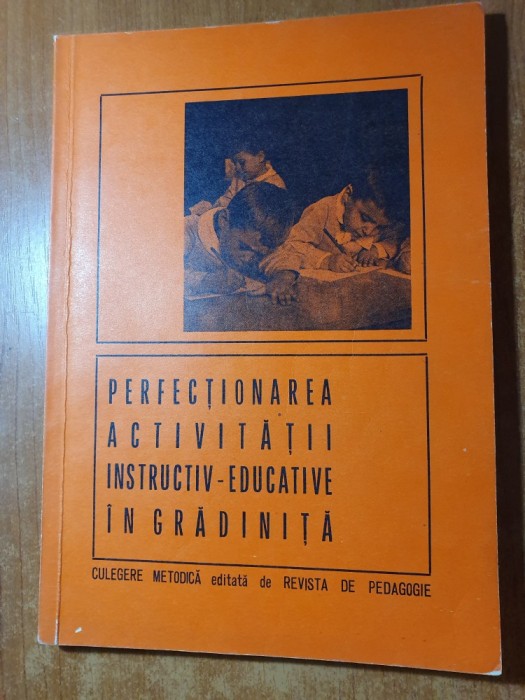 PERFECȚIONAREA
ACTIVITĂȚII
INSTRUCTIV-EDUCATIVE
ÎN GRĂDINIȚĂ
CULEGERE METODICĂ editată de REVISTA DE PEDAGOGIE